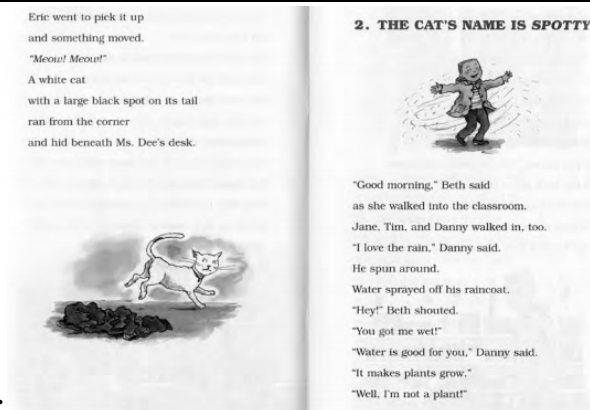 Eric went to pick it up
and something moved.
"Meow! Meow!"
A white cat
with a large black spot on its tail
ran from the corner
and hid beneath Ms. Dee's desk.
2. THE CAT'S NAME IS SPOTTY
"Good morning," Beth said
as she walked into the classroom.
Jane, Tim, and Danny walked in, too.
"I love the rain," Danny said.
He spun around.
Water sprayed off his raincoat.
"Hey!" Beth shouted.
"You got me wet!"
"Water is good for you," Danny said.
"It makes plants grow."
"Well, I'm not a plant!"